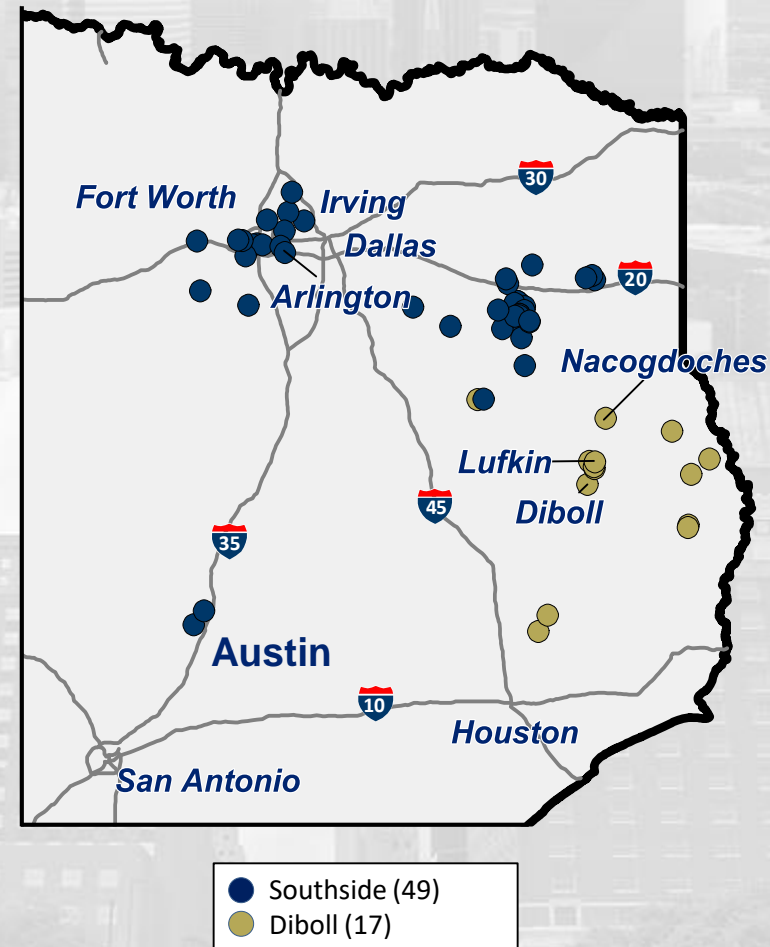 30
Fort Worth
Irving
Dallas
20
Arlington
Nacogdoches
Lufkin
45
Diboll
35
Austin
10
Houston
San Antonio
Southside (49)
Diboll (17)